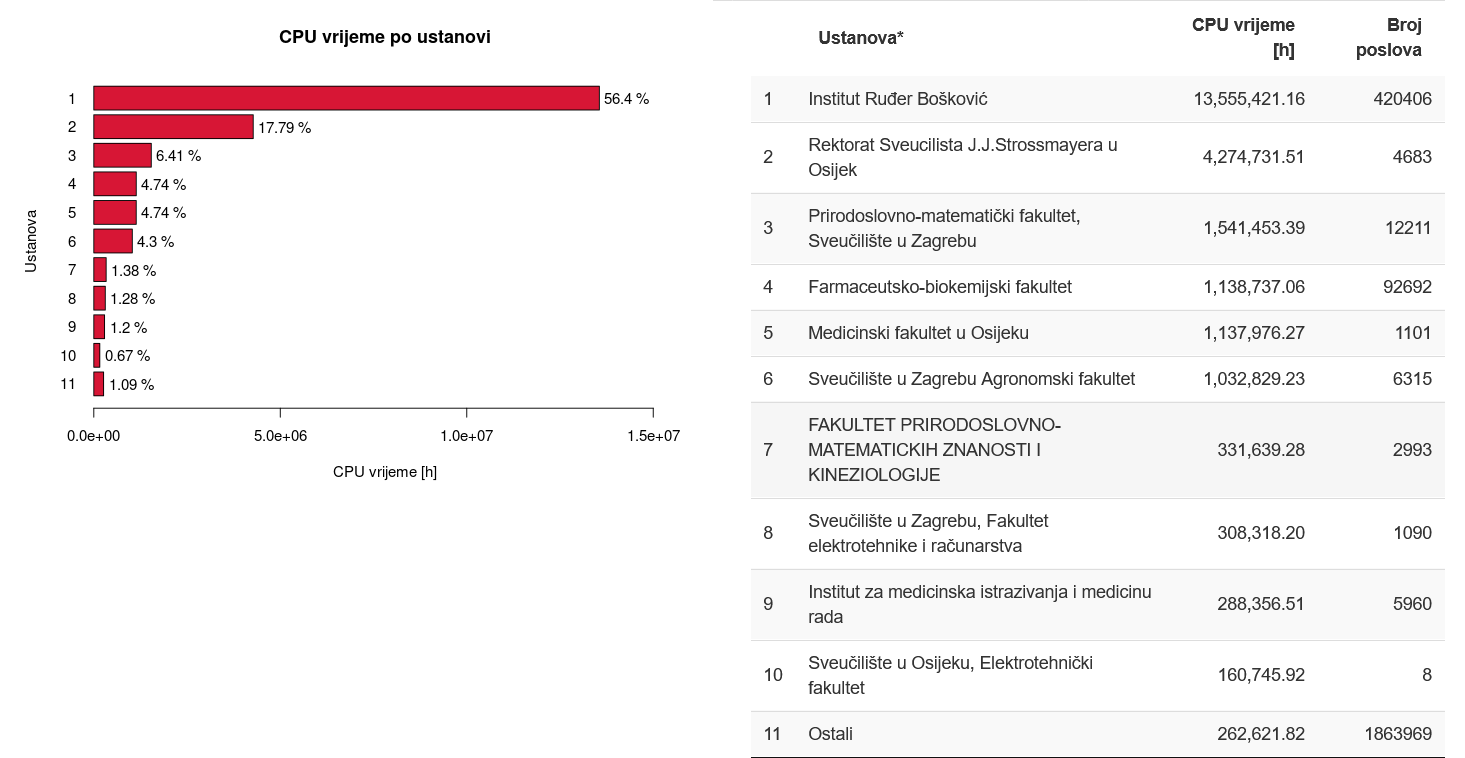 CPU vrijeme po ustanovi
Ustanova
1
56.4 %
2
17.79 %
3
6.41 %
4
4.74 %
5
4.74 %
6
4.3 %
7
1.38 %
8
1.28 %
9
1.2 %
10
0.67 %
11
1.09 %
0.0e+00 5.0e+06 1.0e+07 1.5e+07
CPU vrijeme [h]
Ustanova*
CPU vrijeme
[h]
Broj
poslova
1 Institut Ruđer Bošković 13,555,421.16 420406
2 Rektorat Sveucilista J.J.Strossmayera u
Osijek
4,274,731.51 4683
3 Prirodoslovno-matematički fakultet,
Sveučilište u Zagrebu
1,541,453.39 12211
4 Farmaceutsko-biokemijski fakultet 1,138,737.06 92692
5 Medicinski fakultet u Osijeku 1,137,976.27 1101
6 Sveučilište u Zagrebu Agronomski fakultet 1,032,829.23 6315
7 FAKULTET PRIRODOSLOVNO-
MATEMATICKIH ZNANOSTI I
KINEZIOLOGIJE
331,639.28 2993
8 Sveučilište u Zagrebu, Fakultet
elektrotehnike i računarstva
308,318.20 1090
9 Institut za medicinska istrazivanja i medicinu
rada
288,356.51 5960
10 Sveučilište u Osijeku, Elektrotehnički
fakultet
160,745.92 8
11 Ostali 262,621.82 1863969